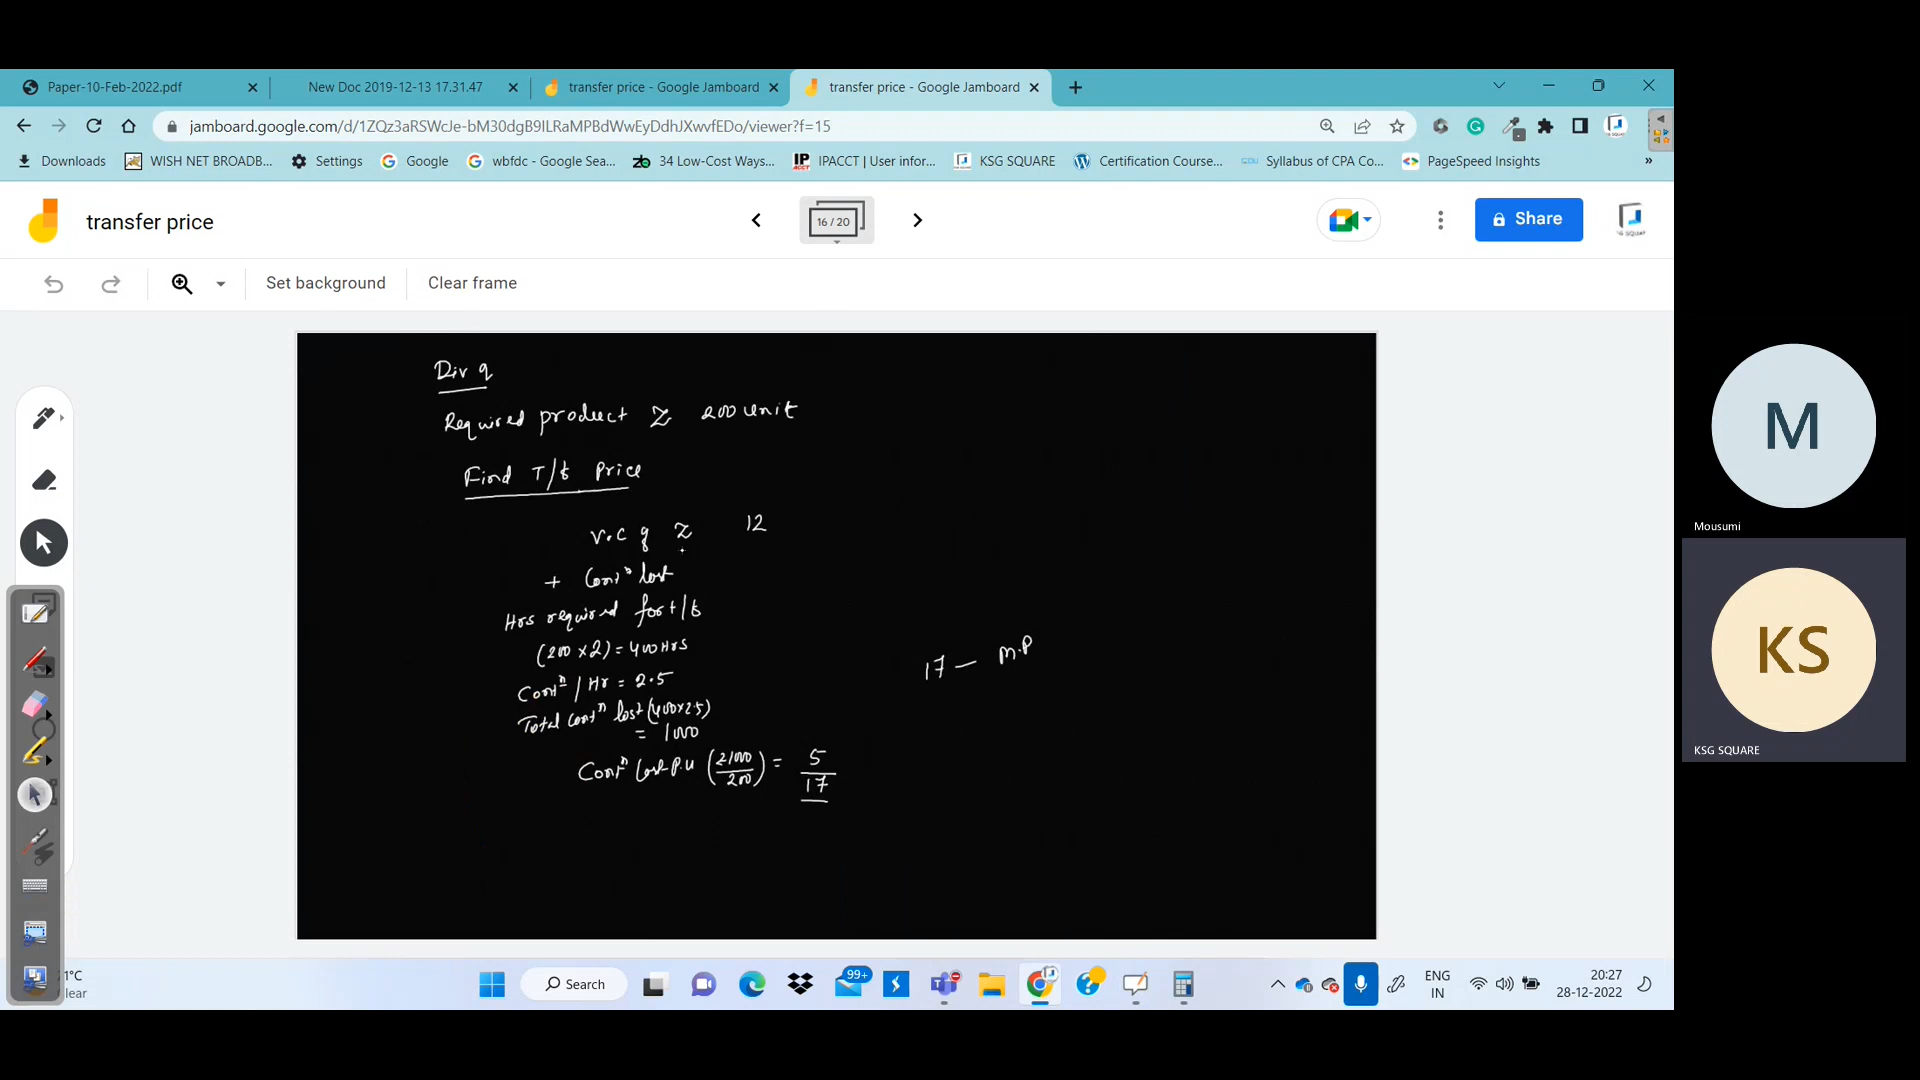 Paper-10-Feb-2022.pdf
New Doc 2019-12-13 17.31.47
transfer price - Google Jamboard
transfer price - Google Jamboard
jamboard.google.com/d/1ZQz3aRSWcJe-bM30dgB9ILRaMPBdWwEyDdhJXwvfEDo/viewer?f=15
Downloads
WISH NET BROADB...
Settings
Google
wbfdc - Google Sea...
34 Low-Cost Ways...
IPACCT | User infor...
KSG SQUARE
Certification Course...
Syllabus of CPA Co...
PageSpeed Insights
»
transfer price
16 / 20
Share
Set background
Clear frame
Div q
Required product Z 200 unit
Find T/f Price
V.C q Z 12
+ Contn lost
Hrs required for t/f
(200 x 2) = 400 Hrs
Contn / Hr = 2.5
Total contn lost (400x2.5)
= 1000
Contn Lost P.U (21000/200) = 5
17
17 — M.P
M
Mousumi
KS
KSG SQUARE
1°C
lear
Search
99+
ENG
IN
20:27
28-12-2022